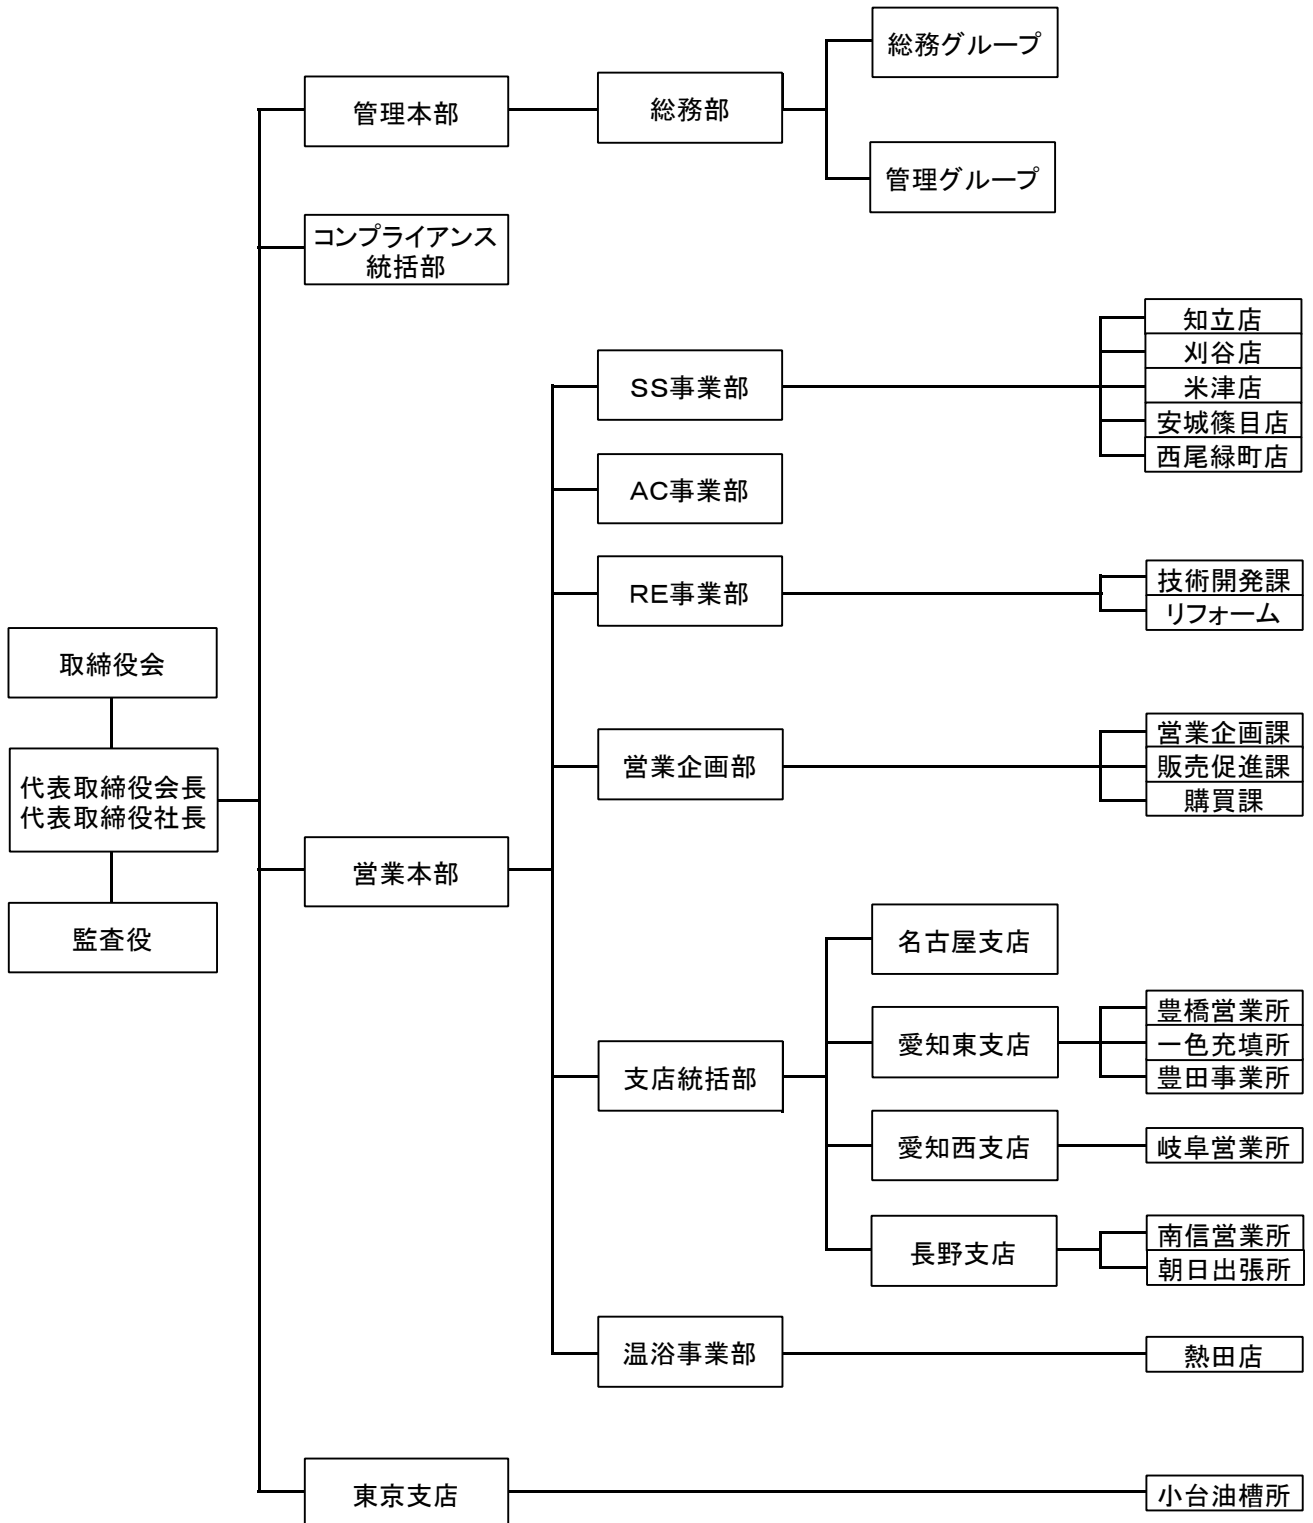 取締役会
代表取締役会長
代表取締役社長
監査役
管理本部
総務部
総務グループ
管理グループ
コンプライアンス
統括部
営業本部
SS事業部
知立店
刈谷店
米津店
安城篠目店
西尾緑町店
AC事業部
RE事業部
技術開発課
リフォーム
営業企画部
営業企画課
販売促進課
購買課
支店統括部
名古屋支店
愛知東支店
豊橋営業所
一色充填所
豊田事業所
愛知西支店
岐阜営業所
長野支店
南信営業所
朝日出張所
温浴事業部
熱田店
東京支店
小台油槽所